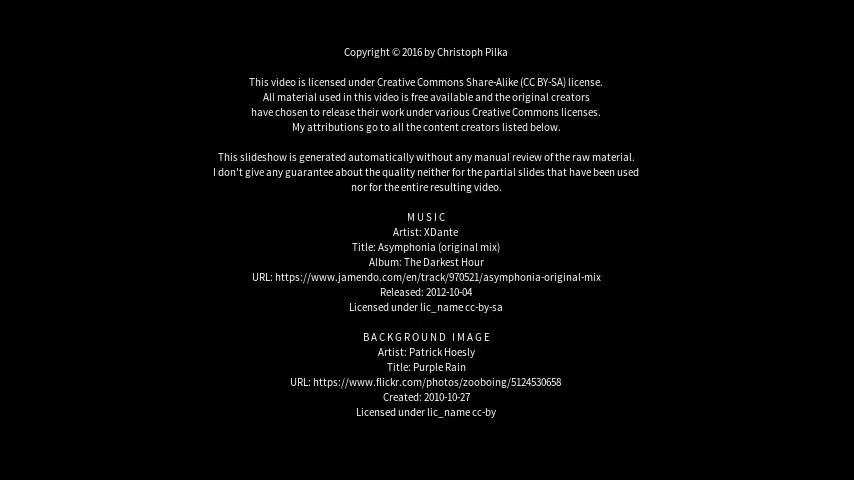 Copyright © 2016 by Christoph Pilka
This video is licensed under Creative Commons Share-Alike (CC BY-SA) license.
All material used in this video is free available and the original creators
have chosen to release their work under various Creative Commons licenses.
My attributions go to all the content creators listed below.
This slideshow is generated automatically without any manual review of the raw material.
I don't give any guarantee about the quality neither for the partial slides that have been used
nor for the entire resulting video.
M U S I C
Artist: XDante
Title: Asymphonia (original mix)
Album: The Darkest Hour
URL: https://www.jamendo.com/en/track/970521/asymphonia-original-mix
Released: 2012-10-04
Licensed under lic_name cc-by-sa
B A C K G R O U N D   I M A G E
Artist: Patrick Hoesly
Title: Purple Rain
URL: https://www.flickr.com/photos/zooboing/5124530658
Created: 2010-10-27
Licensed under lic_name cc-by